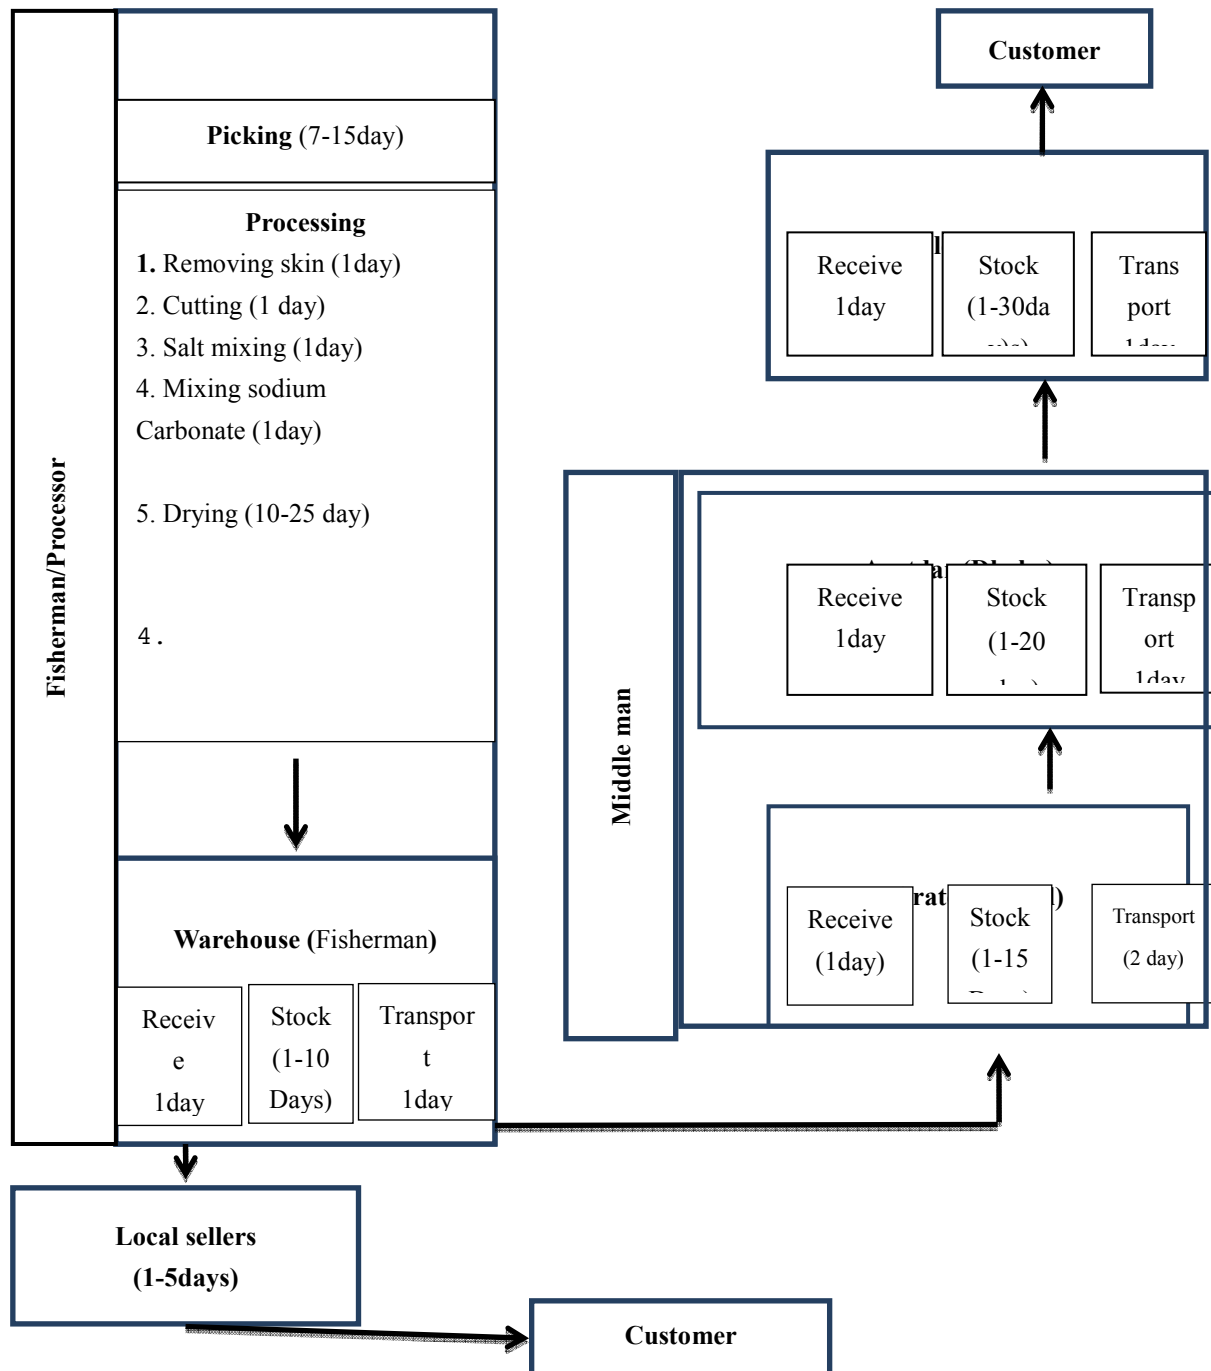 Fisherman/Processor
Picking (7-15day)
Processing
1. Removing skin (1day)
2. Cutting (1 day)
3. Salt mixing (1day)
4. Mixing sodium
Carbonate (1day)
5. Drying (10-25 day)
4.
Warehouse (Fisherman)
Receiv
e
1day
Stock
(1-10
Days)
Transpor
t
1day
Local sellers
(1-5days)
Customer
Customer
Receive
1day
Stock
(1-30da
Trans
port
1day
Middle man
Receive
1day
Stock
(1-20
Transp
ort
1day
Receive
(1day)
Stock
(1-15
Transport
(2 day)